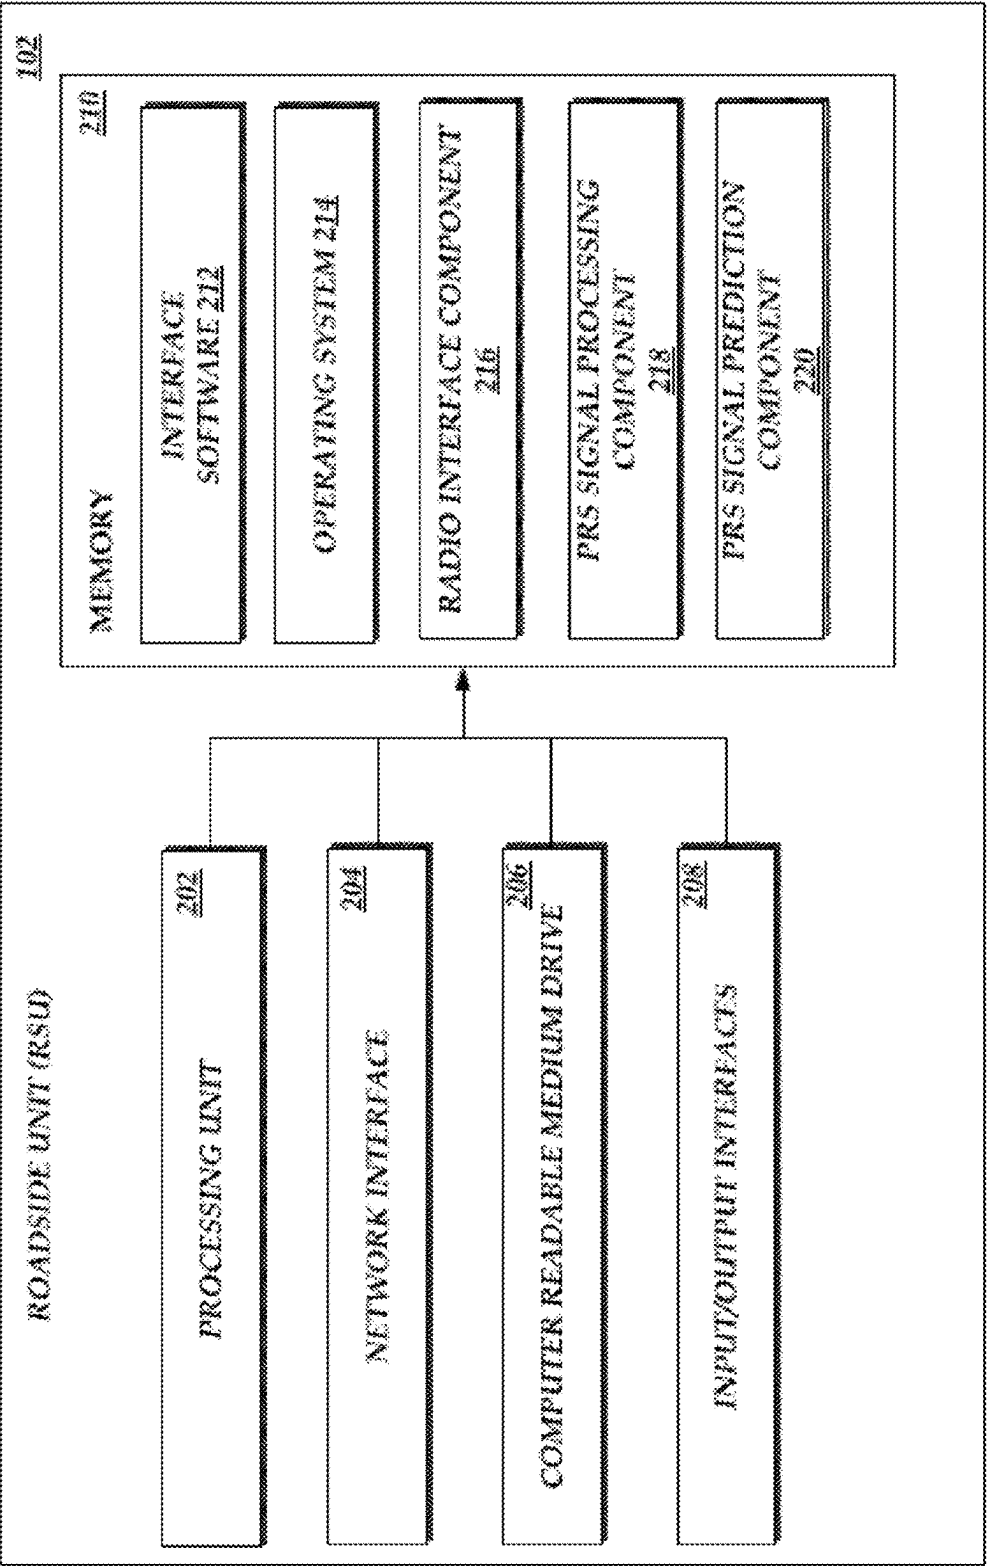 ROADSIDE UNIT (RSU)
102
202
PROCESSING UNIT
204
NETWORK INTERFACE
206
COMPUTER READABLE MEDIUM DRIVE
208
INPUT/OUTPUT INTERFACES
MEMORY
210
INTERFACE
SOFTWARE 212
OPERATING SYSTEM 214
RADIO INTERFACE COMPONENT
216
PRS SIGNAL PROCESSING
COMPONENT
218
PRS SIGNAL PREDICTION
COMPONENT
220